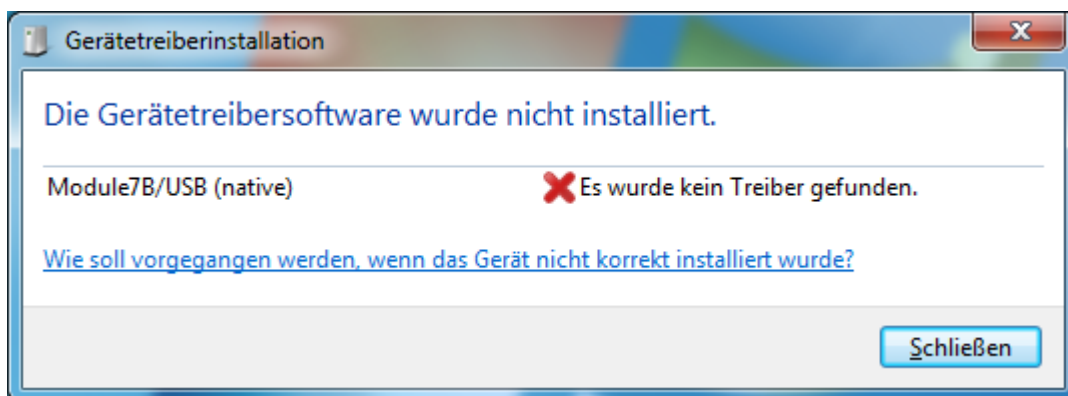 Gerätetreiberinstallation
Die Gerätetreibersoftware wurde nicht installiert.
Module7B/USB (native) Es wurde kein Treiber gefunden.
Wie soll vorgegangen werden, wenn das Gerät nicht korrekt installiert wurde?
Schließen